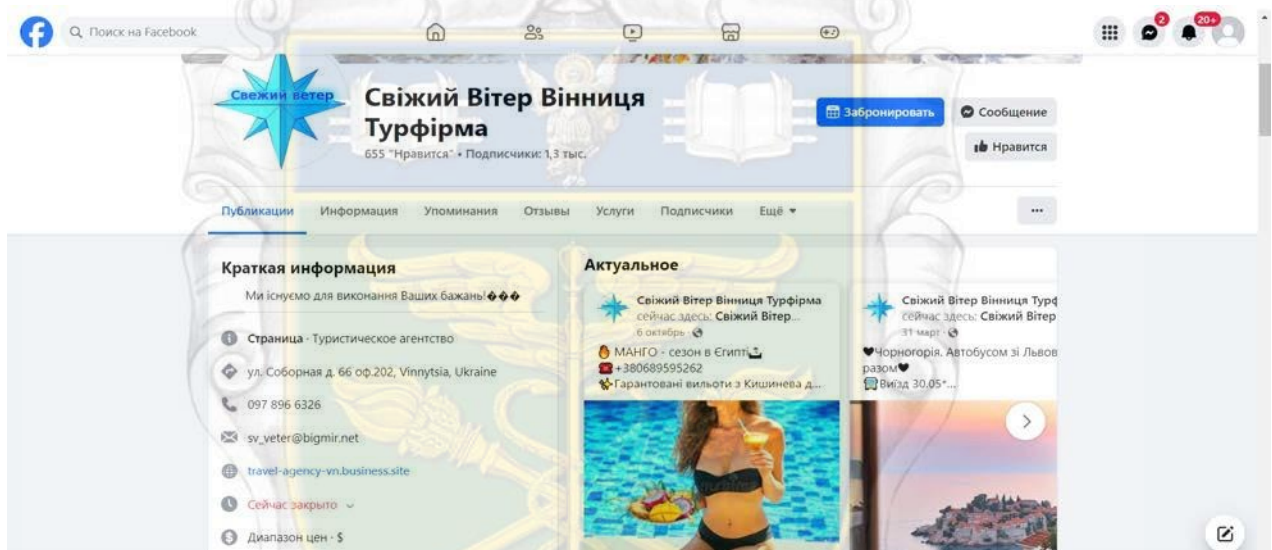 Поиск на Facebook
2
20+
Свежий ветер
Свіжий Вітер Вінниця
Турфірма
655 "Нравится" • Подписчики: 1,3 тыс.
Забронировать
Сообщение
Нравится
Публикации Информация Упоминания Отзывы Услуги Подписчики Ещё
Краткая информация
Ми існуємо для виконання Ваших бажань!���
Страница · Туристическое агентство
ул. Соборная д. 66 оф.202, Vinnytsia, Ukraine
097 896 6326
sv_veter@bigmir.net
travel-agency-vn.business.site
Сейчас закрыто
Диапазон цен · $
Актуальное
Свіжий Вітер Вінниця Турфірма
сейчас здесь: Свіжий Вітер...
6 октябрь ·
🔥 МАНГО - сезон в Єгипті
☎️+380689595262
Гарантовані вильоти з Кишинева д...
Свіжий Вітер Вінниця Турф
сейчас здесь: Свіжий Вітер
31 март ·
🖤Чорногорія. Автобусом зі Львов
разом🖤
Виїзд 30.05*...